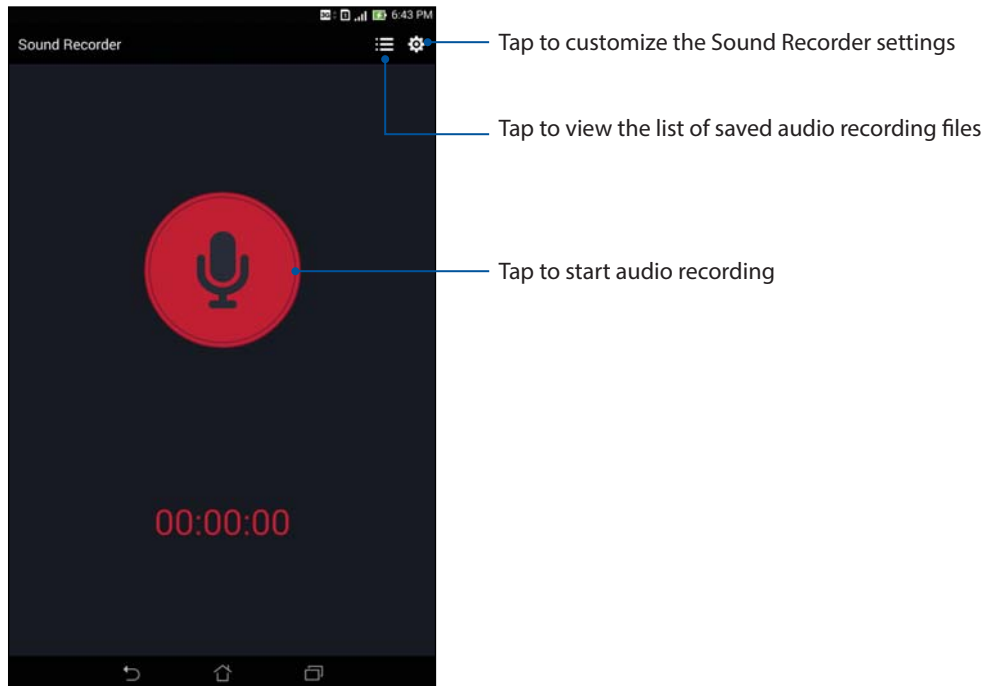 6:43 PM
Sound Recorder
Tap to customize the Sound Recorder settings
Tap to view the list of saved audio recording files
Tap to start audio recording
00:00:00